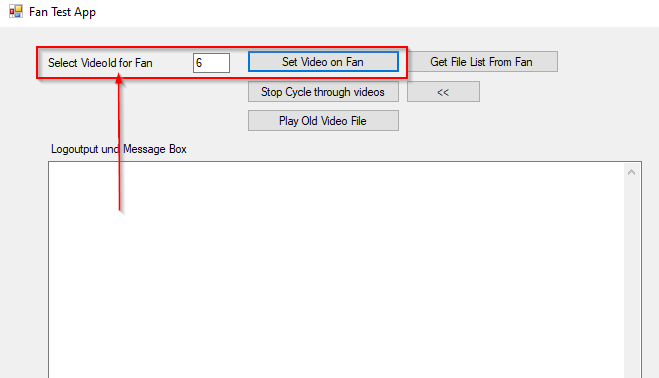 Fan Test App
Select VideoId for Fan 6 Set Video on Fan Get File List From Fan
Stop Cycle through videos <<
Play Old Video File
Logoutput und Message Box